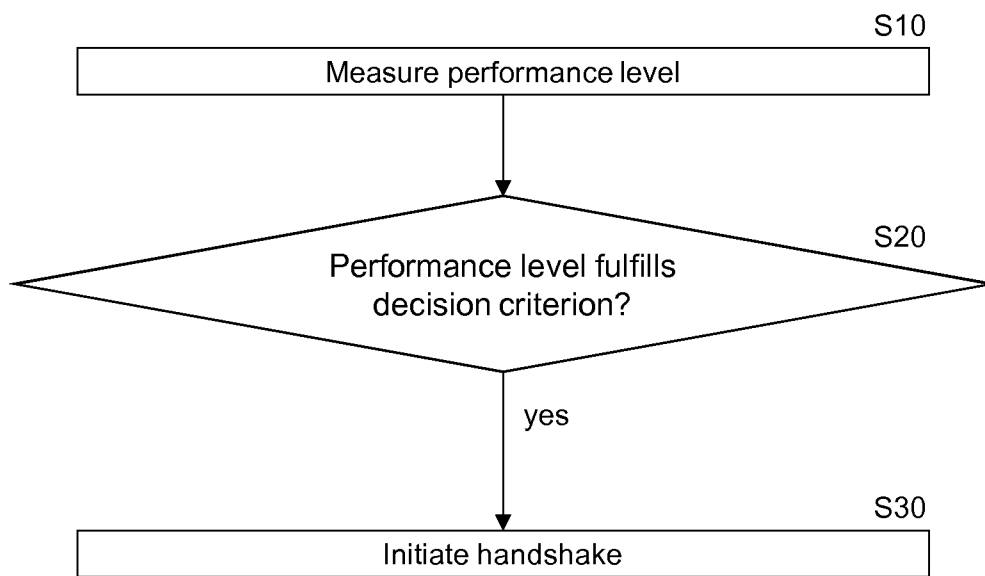 S10
Measure performance level
S20
Performance level fulfills
decision criterion?
yes
S30
Initiate handshake